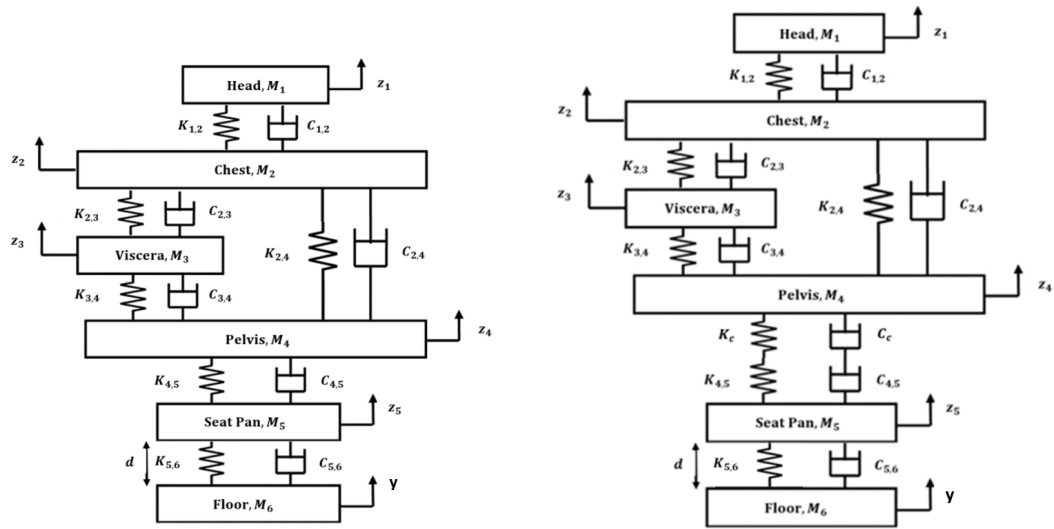 Head, M₁
z₁
K₁,₂
C₁,₂
z₂
Chest, M₂
K₂,₃
C₂,₃
z₃
Viscera, M₃
K₂,₄
C₂,₄
K₃,₄
C₃,₄
z₄
Pelvis, M₄
K₄,₅
C₄,₅
z₅
Seat Pan, M₅
d
K₅,₆
C₅,₆
y
Floor, M₆
Head, M₁
z₁
K₁,₂
C₁,₂
z₂
Chest, M₂
K₂,₃
C₂,₃
z₃
Viscera, M₃
K₂,₄
C₂,₄
K₃,₄
C₃,₄
Pelvis, M₄
z₄
K_c
C_c
K₄,₅
C₄,₅
z₅
Seat Pan, M₅
d
K₅,₆
C₅,₆
y
Floor, M₆